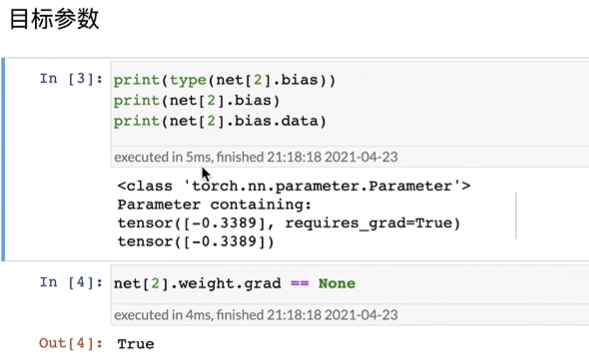 目标参数
In [3]: print(type(net[2].bias))
print(net[2].bias)
print(net[2].bias.data)
executed in 5ms, finished 21:18:18 2021-04-23
<class 'torch.nn.parameter.Parameter'>
Parameter containing:
tensor([-0.3389], requires_grad=True)
tensor([-0.3389])
In [4]: net[2].weight.grad == None
executed in 4ms, finished 21:18:18 2021-04-23
Out[4]: True